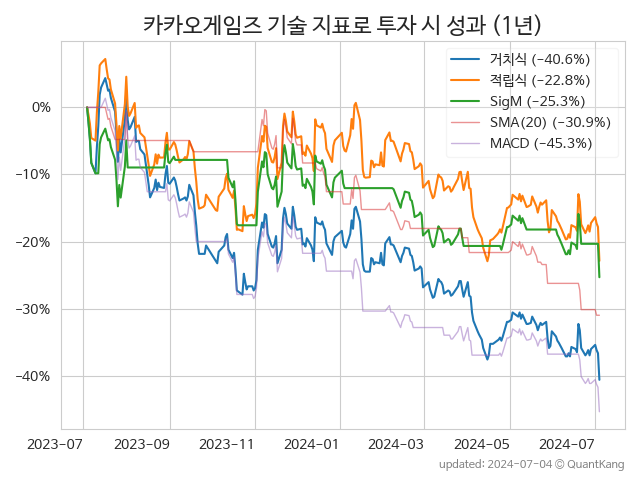 카카오게임즈 기술 지표로 투자 시 성과 (1년)
거치식 (−40.6%)
적립식 (−22.8%)
SigM (−25.3%)
SMA(20) (−30.9%)
MACD (−45.3%)
0%
−10%
−20%
−30%
−40%
2023−07 2023−09 2023−11 2024−01 2024−03 2024−05 2024−07
updated: 2024-07-04 © QuantKang